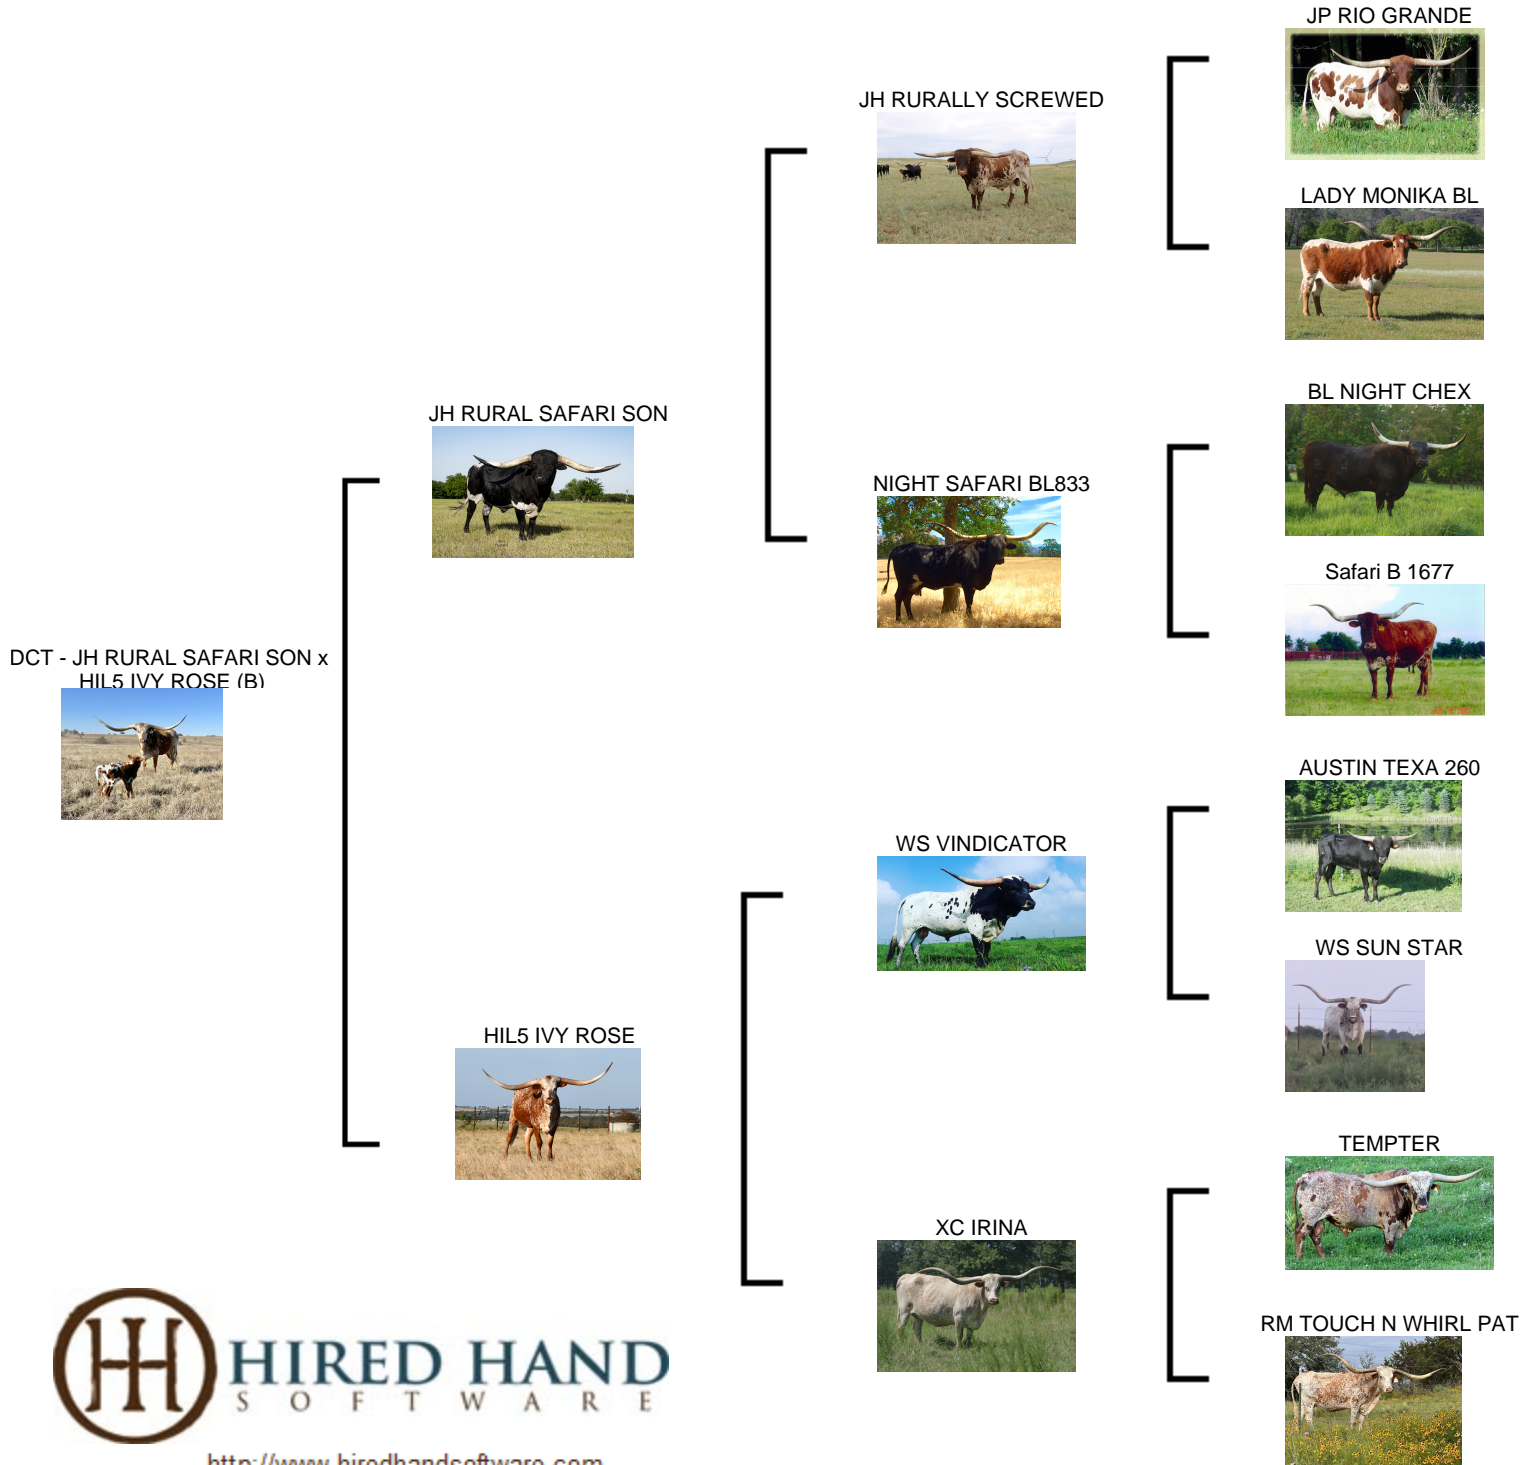 JP RIO GRANDE
JH RURALLY SCREWED
LADY MONIKA BL
BL NIGHT CHEX
JH RURAL SAFARI SON
NIGHT SAFARI BL833
Safari B 1677
DCT - JH RURAL SAFARI SON x
HIL5 IVY ROSE (B)
AUSTIN TEXA 260
WS VINDICATOR
WS SUN STAR
HIL5 IVY ROSE
TEMPTER
XC IRINA
RM TOUCH N WHIRL PAT
HIRED HAND
SOFTWARE
http://www.hiredhandsoftware.com